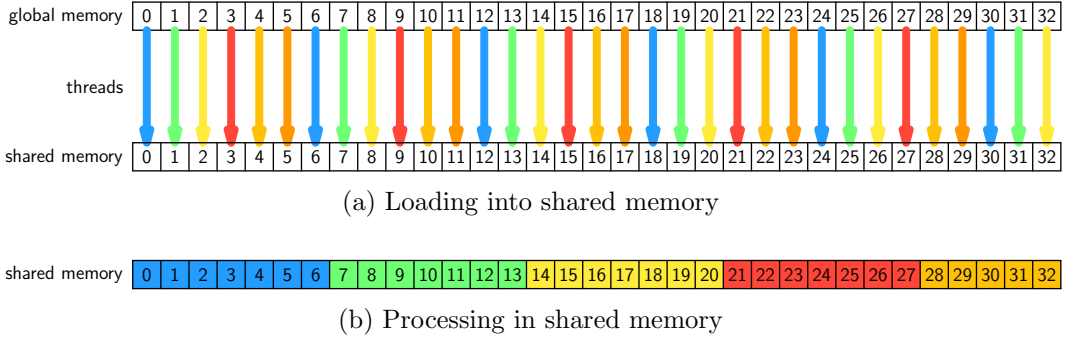 global memory 0 1 2 3 4 5 6 7 8 9 10 11 12 13 14 15 16 17 18 19 20 21 22 23 24 25 26 27 28 29 30 31 32
threads
shared memory 0 1 2 3 4 5 6 7 8 9 10 11 12 13 14 15 16 17 18 19 20 21 22 23 24 25 26 27 28 29 30 31 32
(a) Loading into shared memory
shared memory 0 1 2 3 4 5 6 7 8 9 10 11 12 13 14 15 16 17 18 19 20 21 22 23 24 25 26 27 28 29 30 31 32
(b) Processing in shared memory